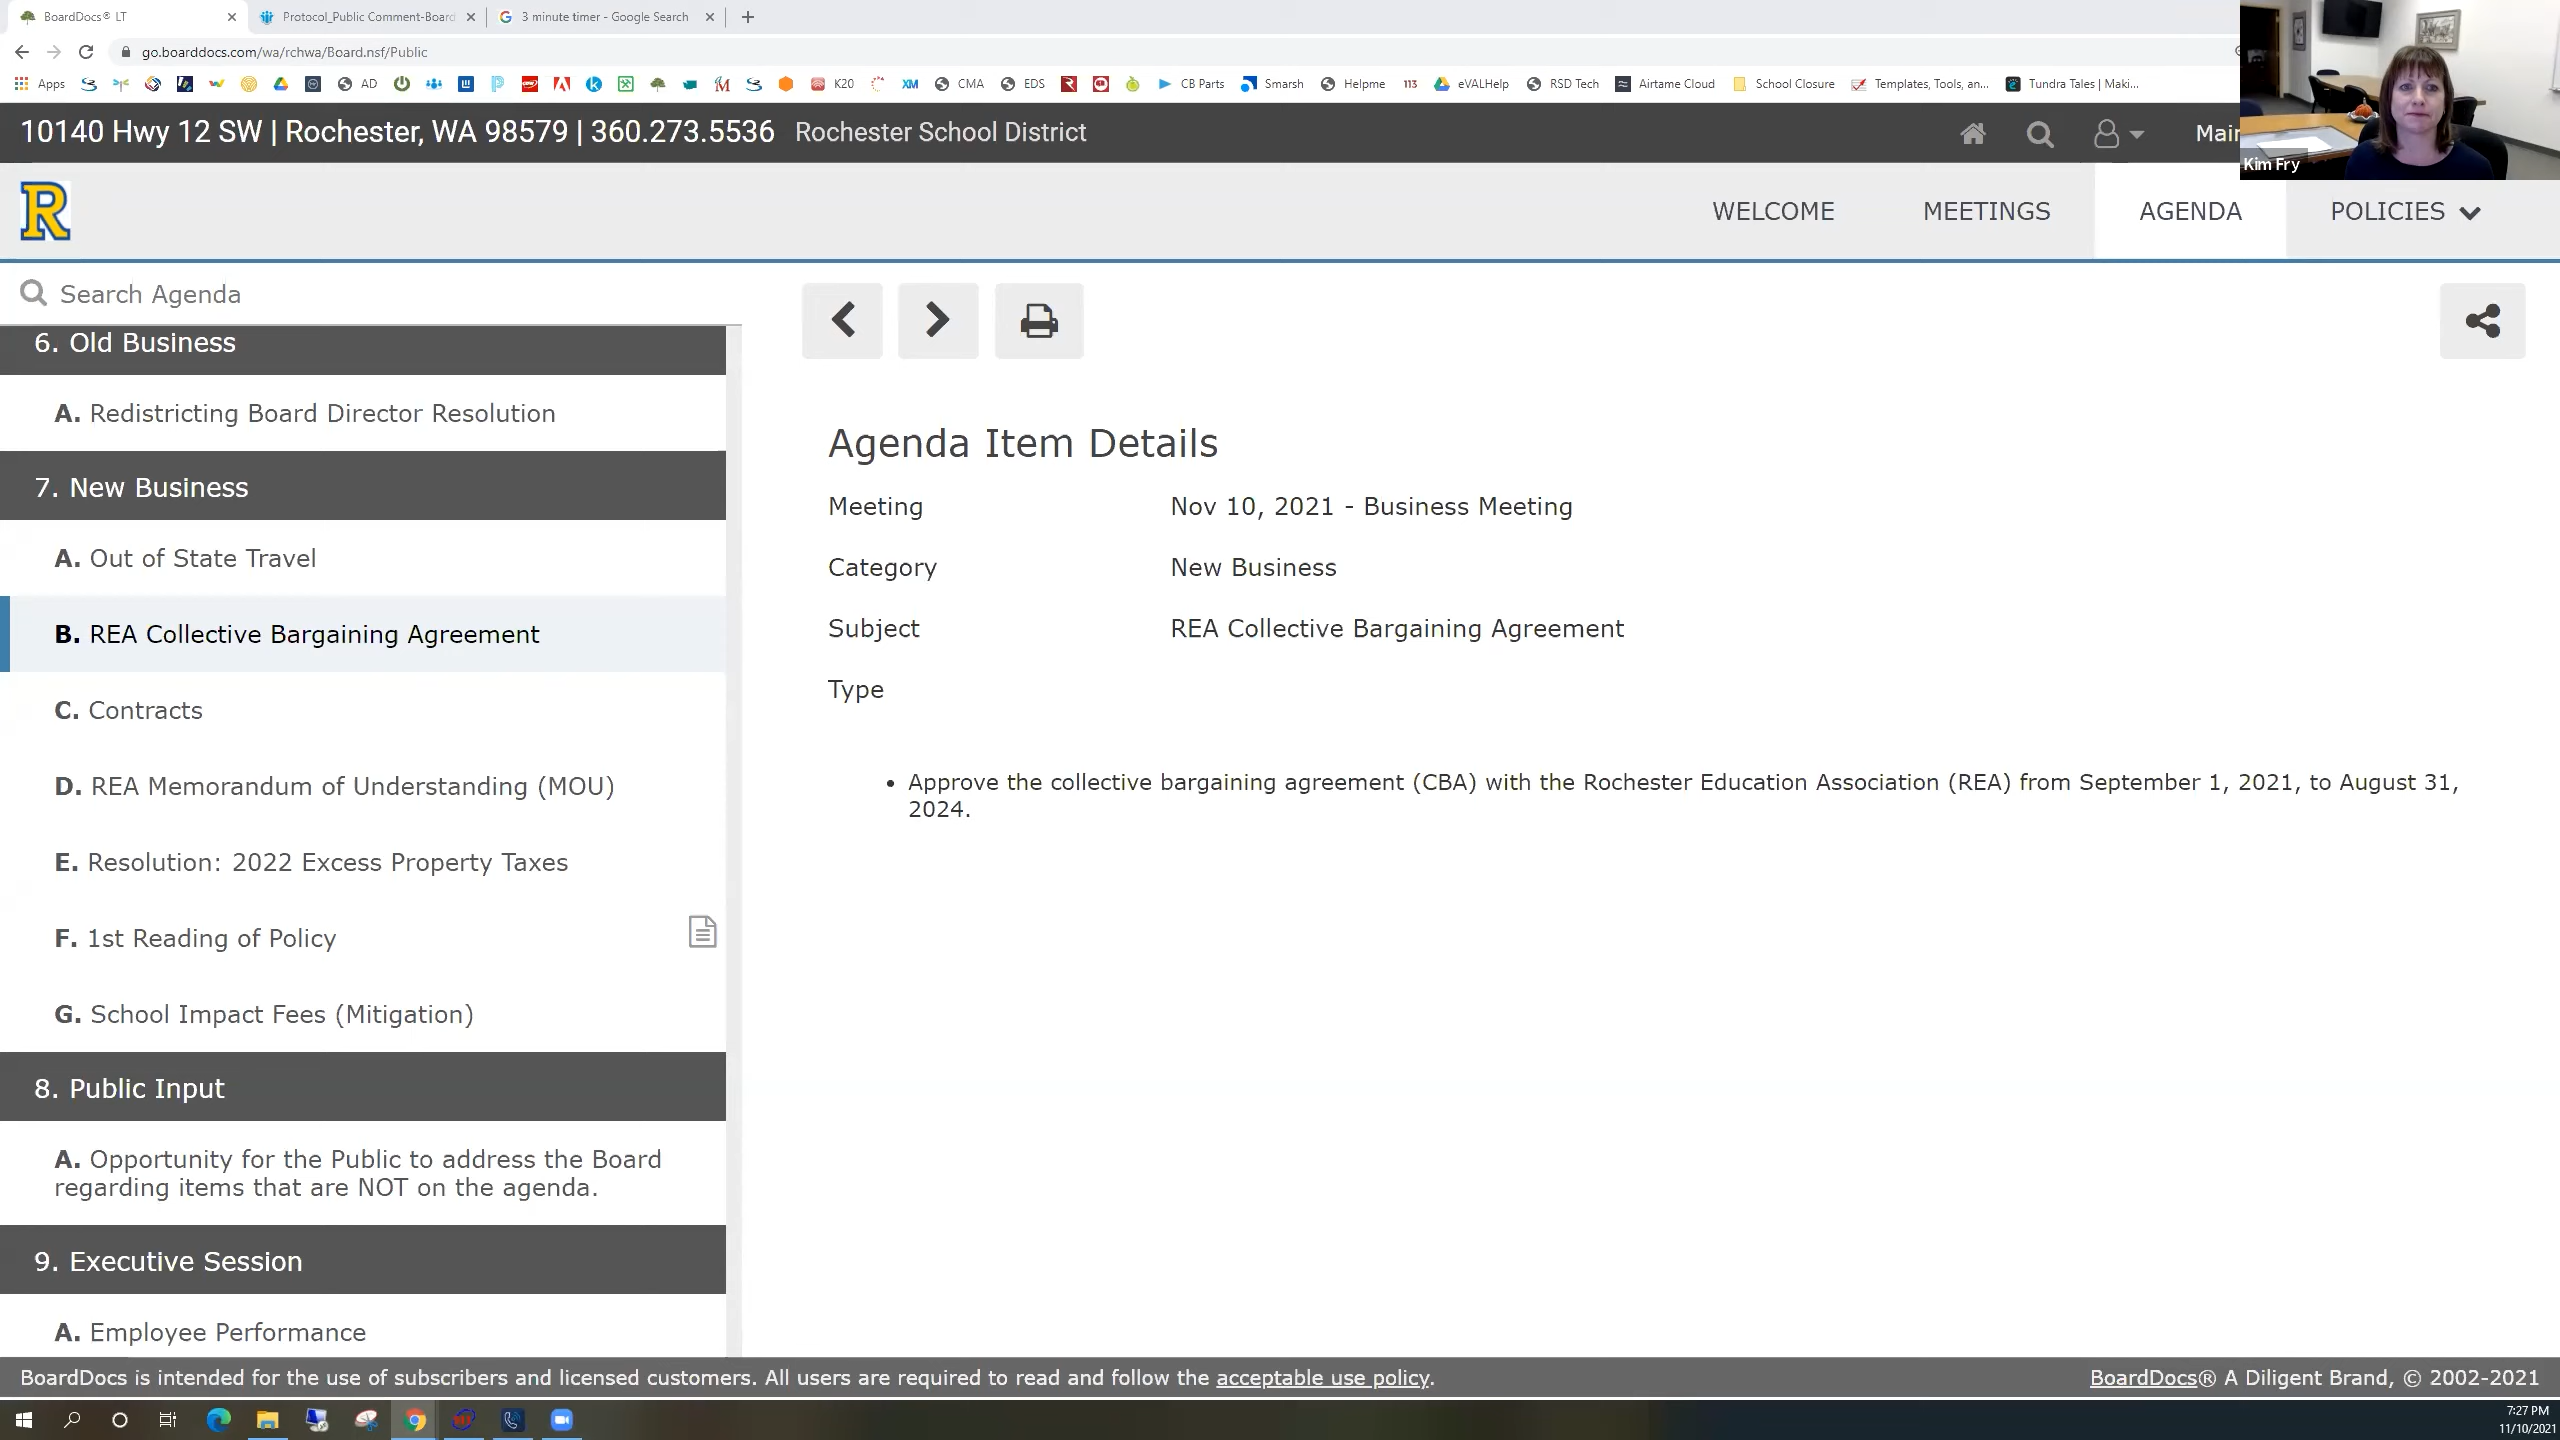 BoardDocs® LT
Protocol_Public Comment-Board
3 minute timer - Google Search
go.boarddocs.com/wa/rchwa/Board.nsf/Public
Apps AD K20 XM CMA EDS CB Parts Smarsh Helpme 113 eVALHelp RSD Tech Airtame Cloud School Closure Templates, Tools, an... Tundra Tales | Maki...
10140 Hwy 12 SW | Rochester, WA 98579 | 360.273.5536 Rochester School District
Kim Fry
R
WELCOME MEETINGS AGENDA POLICIES
Search Agenda
6. Old Business
A. Redistricting Board Director Resolution
7. New Business
A. Out of State Travel
B. REA Collective Bargaining Agreement
C. Contracts
D. REA Memorandum of Understanding (MOU)
E. Resolution: 2022 Excess Property Taxes
F. 1st Reading of Policy
G. School Impact Fees (Mitigation)
8. Public Input
A. Opportunity for the Public to address the Board
regarding items that are NOT on the agenda.
9. Executive Session
A. Employee Performance
Agenda Item Details
Meeting Nov 10, 2021 - Business Meeting
Category New Business
Subject REA Collective Bargaining Agreement
Type
• Approve the collective bargaining agreement (CBA) with the Rochester Education Association (REA) from September 1, 2021, to August 31,
2024.
BoardDocs is intended for the use of subscribers and licensed customers. All users are required to read and follow the acceptable use policy.
BoardDocs® A Diligent Brand, © 2002-2021
7:27 PM
11/10/2021